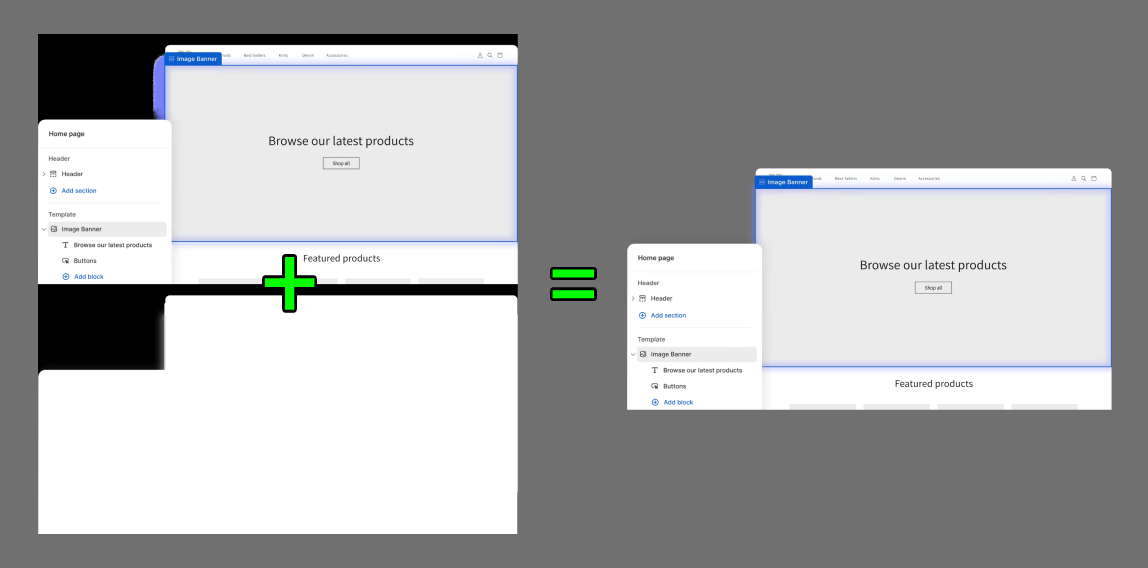 Best Sellers Knits Denim Accessories
Image Banner
Browse our latest products
Shop all
Home page
Header
Header
Add section
Template
Image Banner
Browse our latest products
Buttons
Add block
Featured products
Best Sellers Knits Denim Accessories
Image Banner
Browse our latest products
Shop all
Home page
Header
Header
Add section
Template
Image Banner
Browse our latest products
Buttons
Add block
Featured products